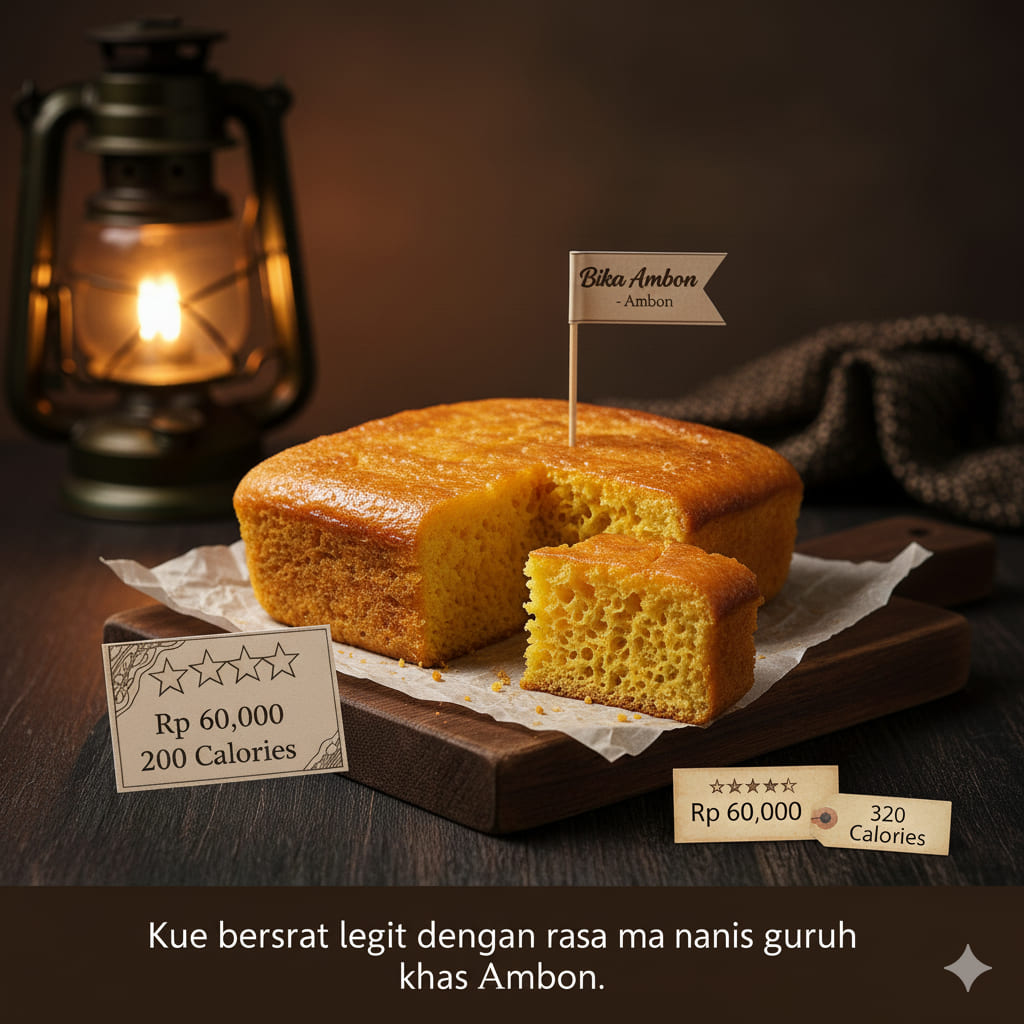 Bika Ambon
- Ambon
Rp 60,000
200 Calories
Rp 60,000
320
Calories
Kue bersrat legit dengan rasa ma nanis guruh
khas Ambon.